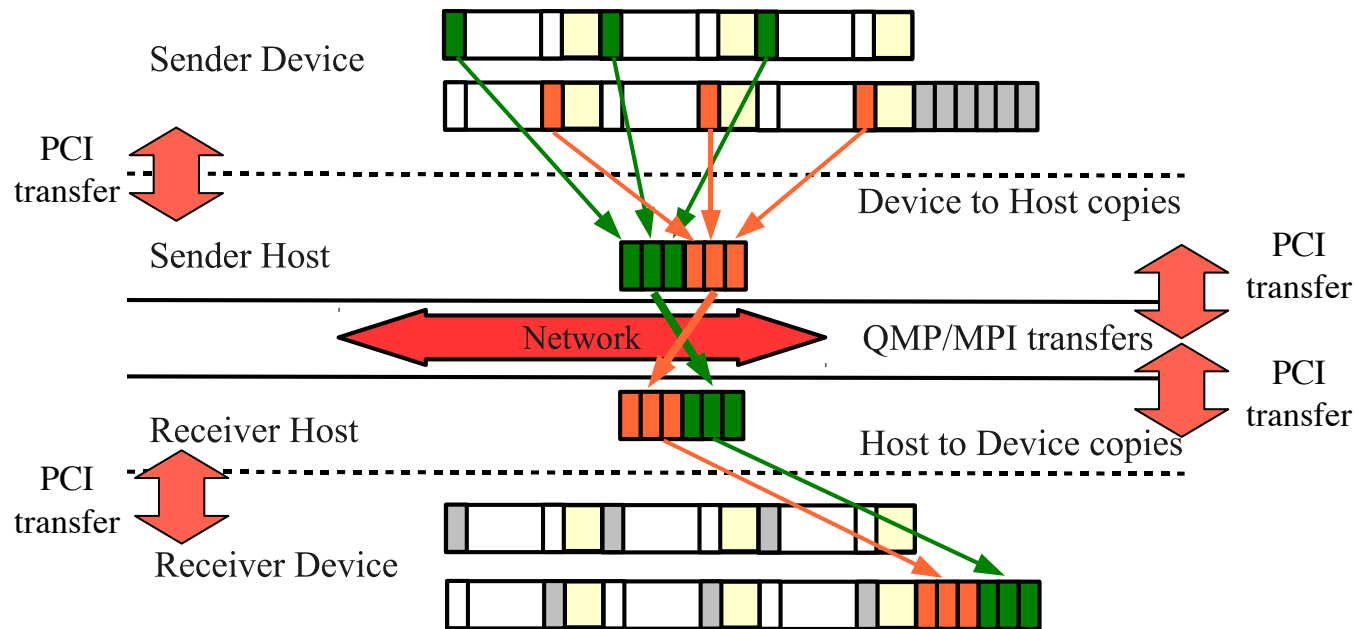 Sender Device
PCI
transfer
Device to Host copies
Sender Host
PCI
transfer
Network
QMP/MPI transfers
PCI
transfer
Receiver Host
Host to Device copies
PCI
transfer
Receiver Device